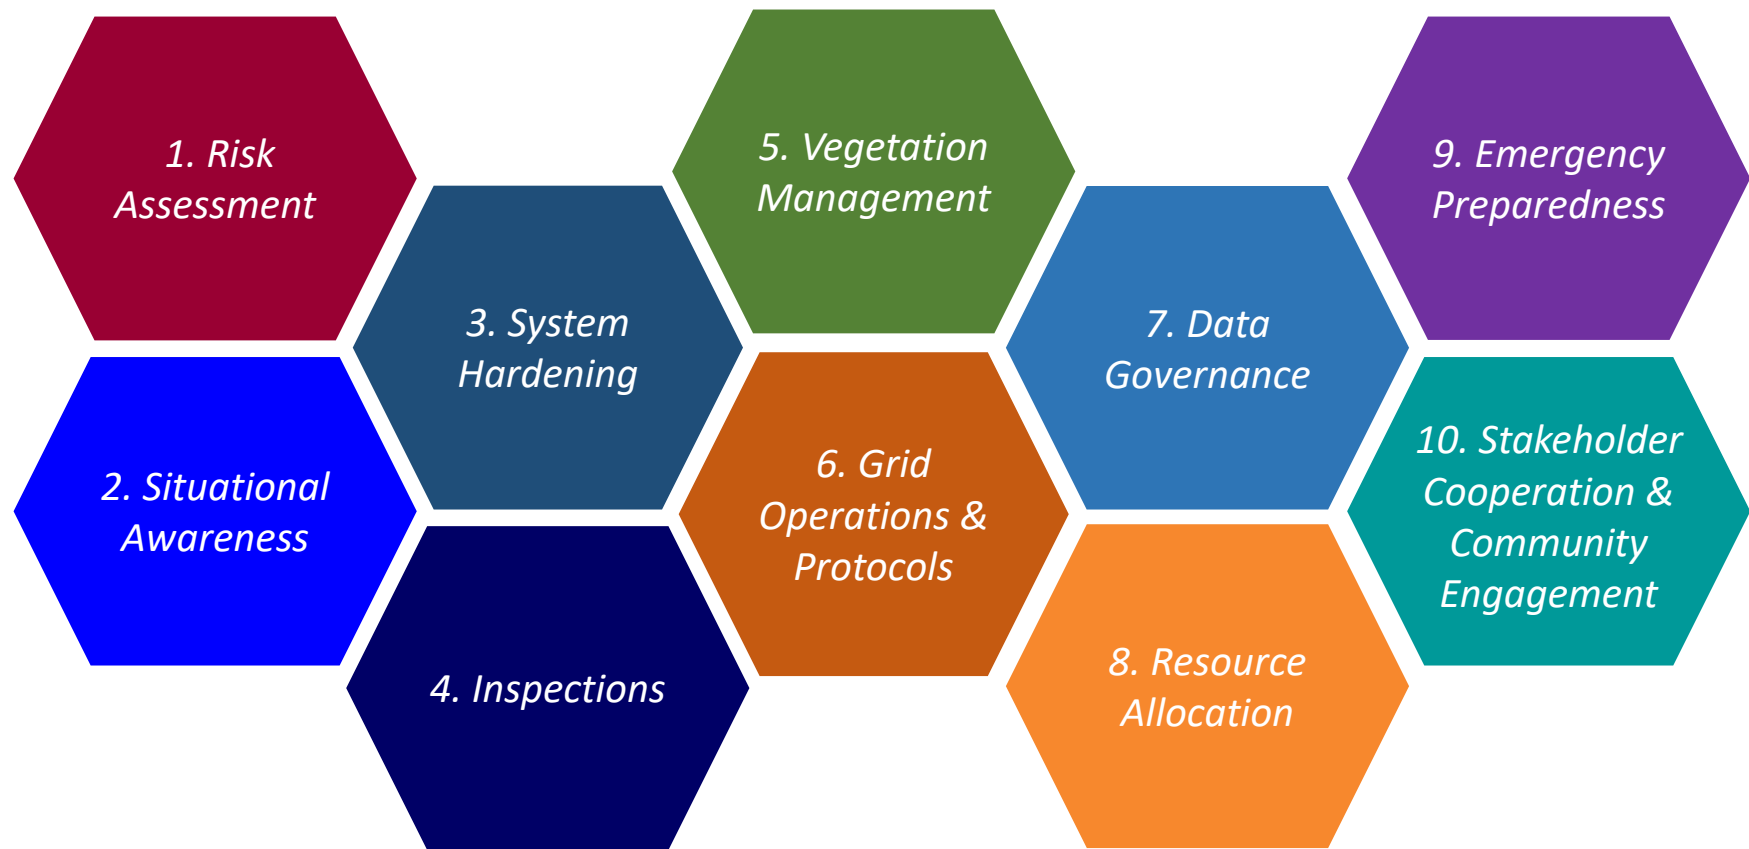 1. Risk
Assessment
2. Situational
Awareness
3. System
Hardening
4. Inspections
5. Vegetation
Management
6. Grid
Operations &
Protocols
7. Data
Governance
8. Resource
Allocation
9. Emergency
Preparedness
10. Stakeholder
Cooperation &
Community
Engagement